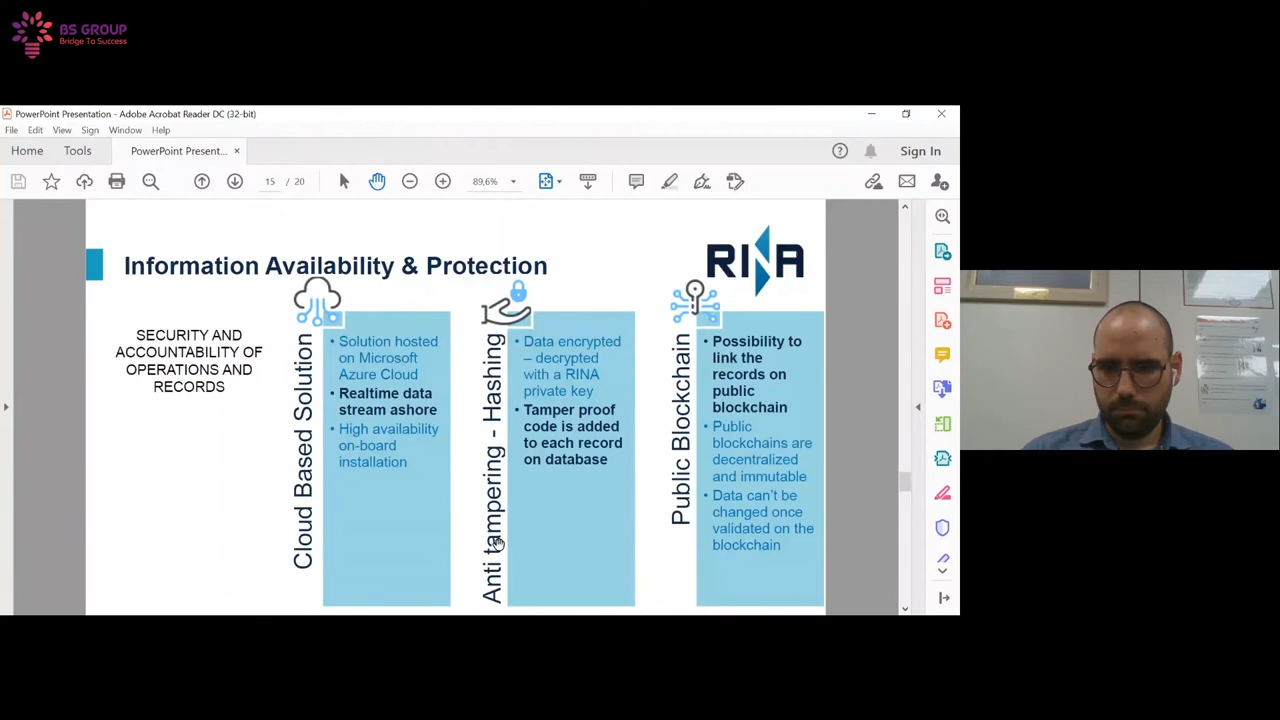 BS GROUP
Bridge To Success
PowerPoint Presentation - Adobe Acrobat Reader DC (32-bit)
File Edit View Sign Window Help
Home Tools PowerPoint Present... × Sign In
15 / 20 89,6%
Information Availability & Protection
RINA
SECURITY AND
ACCOUNTABILITY OF
OPERATIONS AND
RECORDS
Cloud Based Solution
• Solution hosted
on Microsoft
Azure Cloud
• Realtime data
stream ashore
• High availability
on-board
installation
Anti tampering - Hashing
• Data encrypted
– decrypted
with a RINA
private key
• Tamper proof
code is added
to each record
on database
Public Blockchain
• Possibility to
link the
records on
public
blockchain
• Public
blockchains are
decentralized
and immutable
• Data can't be
changed once
validated on the
blockchain